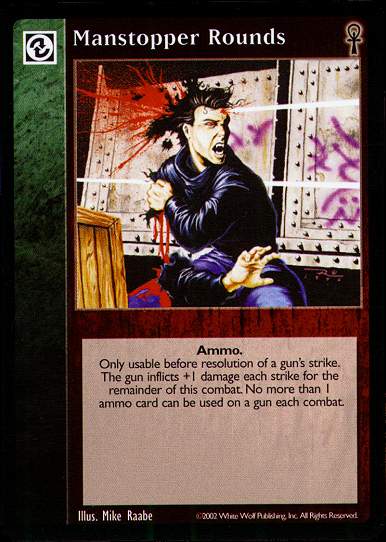 Manstopper Rounds
Ammo.
Only usable before resolution of a gun's strike.
The gun inflicts +1 damage each strike for the
remainder of this combat. No more than 1
ammo card can be used on a gun each combat.
Illus. Mike Raabe
©2002 White Wolf Publishing, Inc. All Rights Reserved.